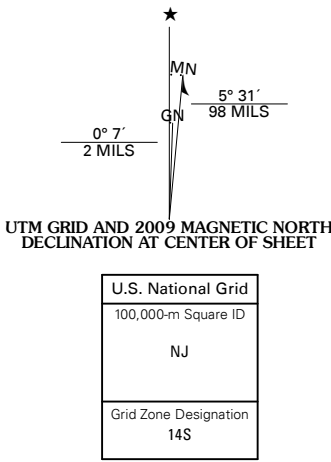 ★
MN
5° 31´
98 MILS
GN
0° 7´
2 MILS
UTM GRID AND 2009 MAGNETIC NORTH
DECLINATION AT CENTER OF SHEET
U.S. National Grid
100,000-m Square ID
NJ
Grid Zone Designation
14S